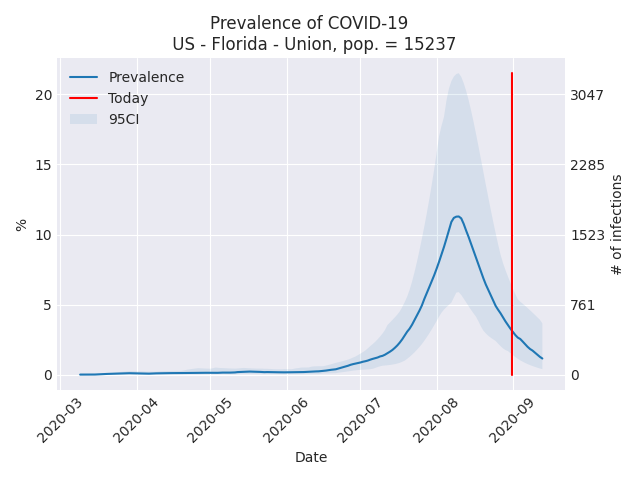 Prevalence of COVID-19
US - Florida - Union, pop. = 15237
Prevalence
Today
95CI
%
20
15
10
5
0
# of infections
3047
2285
1523
761
0
2020-03
2020-04
2020-05
2020-06
2020-07
2020-08
2020-09
Date